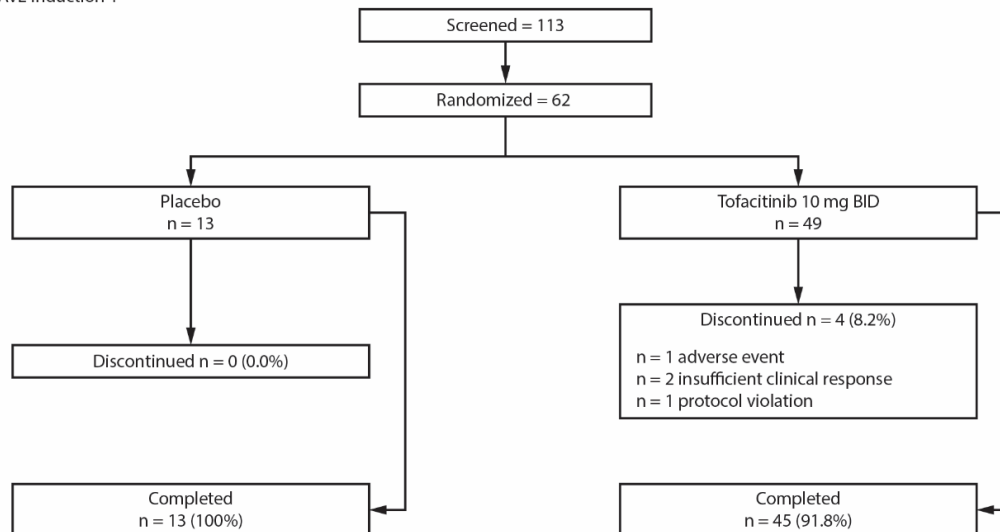 Screened = 113
Randomized = 62
Placebo
n = 13
Tofacitinib 10 mg BID
n = 49
Discontinued n = 0 (0.0%)
Discontinued n = 4 (8.2%)
n = 1 adverse event
n = 2 insufficient clinical response
n = 1 protocol violation
Completed
n = 13 (100%)
Completed
n = 45 (91.8%)